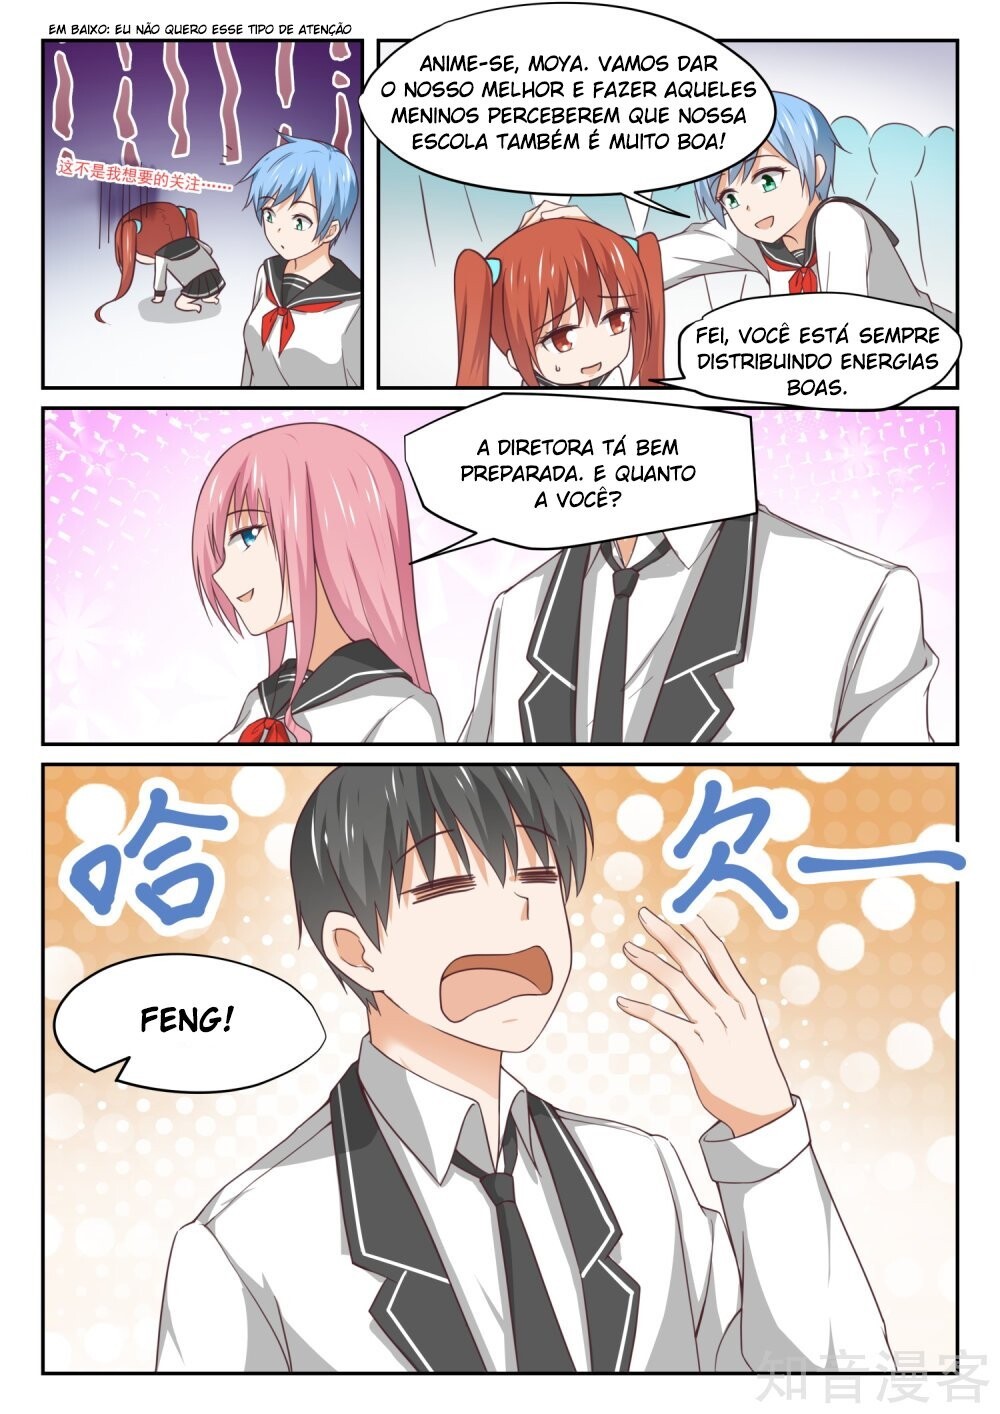 EM BAIXO: EU NÃO QUERO ESSE TIPO DE ATENÇÃO
这不是我想要的关注……
ANIME-SE, MOYA. VAMOS DAR
O NOSSO MELHOR E FAZER AQUELES
MENINOS PERCEBEREM QUE NOSSA
ESCOLA TAMBÉM É MUITO BOA!
FEI, VOCÊ ESTÁ SEMPRE
DISTRIBUINDO ENERGIAS
BOAS.
A DIRETORA TÁ BEM
PREPARADA. E QUANTO
A VOCÊ?
哈 欠—
FENG!
知音漫客